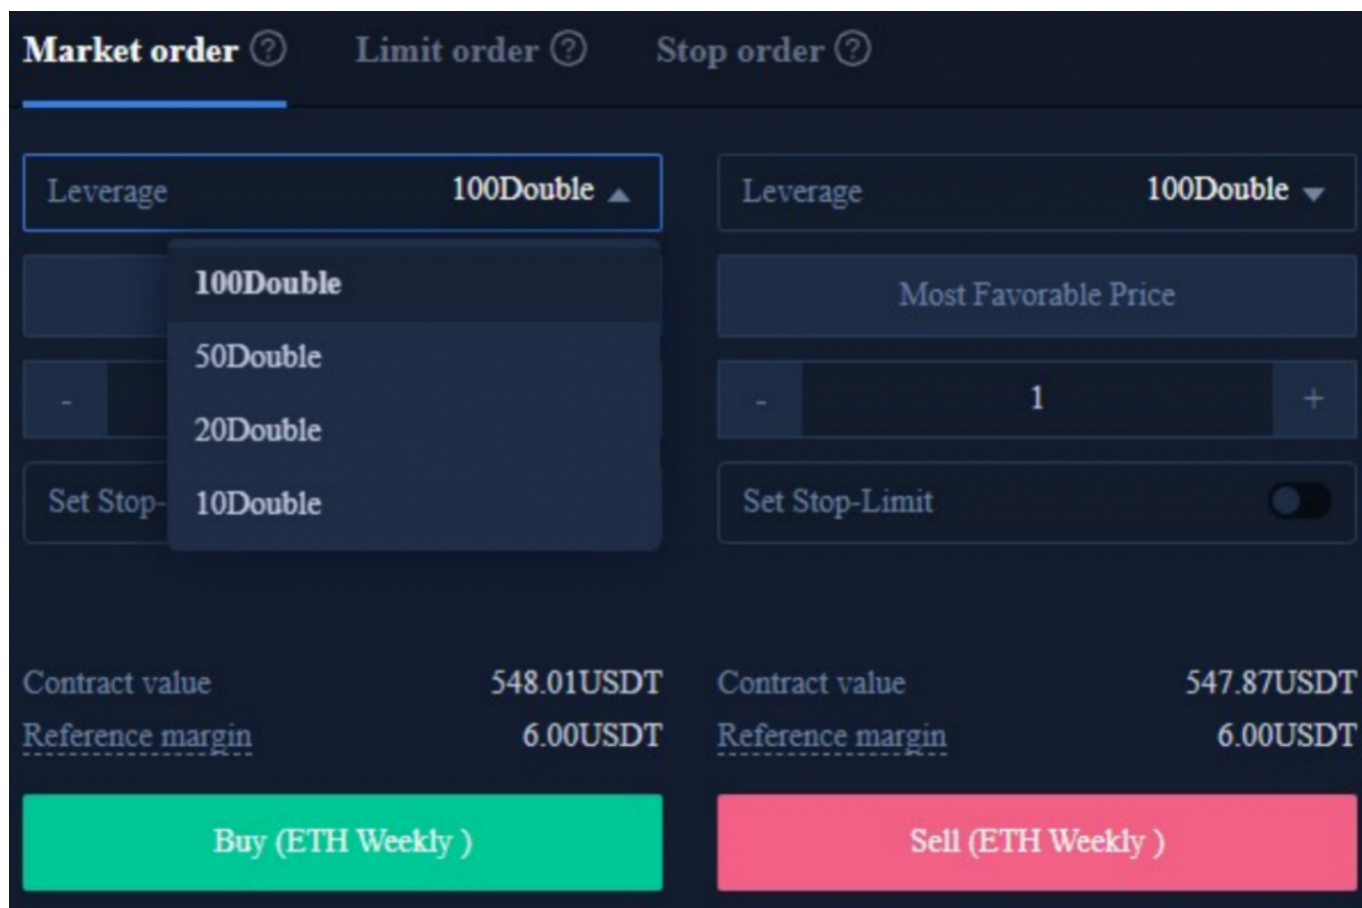 Market order ? Limit order ? Stop order ?
Leverage 100Double
Leverage 100Double
100Double
50Double
20Double
10Double
Most Favorable Price
-
- 1 +
Set Stop-
Set Stop-Limit
Contract value 548.01USDT
Reference margin 6.00USDT
Contract value 547.87USDT
Reference margin 6.00USDT
Buy (ETH Weekly )
Sell (ETH Weekly )